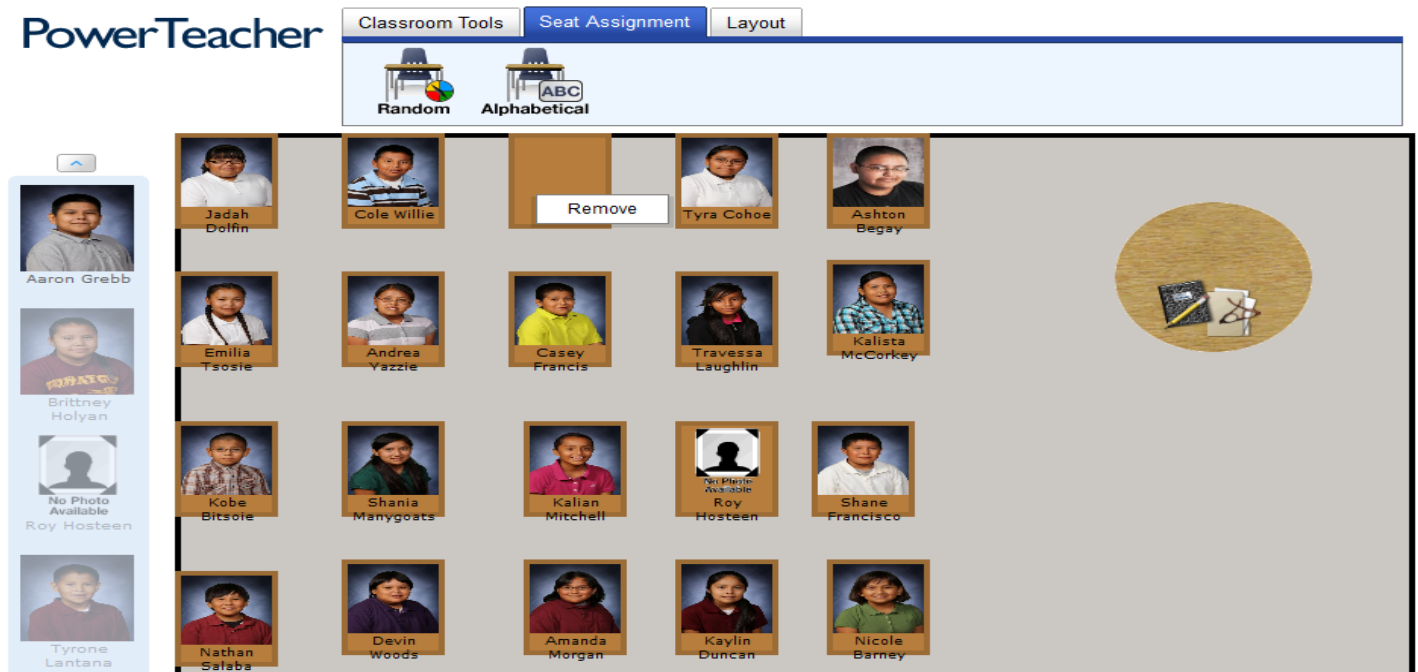 PowerTeacher
Classroom Tools
Seat Assignment
Layout
Random
ABC
Alphabetical
Aaron Grebb
Brittney
Holyan
No Photo
Available
Roy Hosteen
Tyrone
Lantana
Jadah
Dolfin
Cole Willie
Remove
Tyra Cohoe
Ashton
Begay
Emilia
Tsosie
Andrea
Yazzie
Casey
Francis
Travessa
Laughlin
Kalista
McCorkey
Kobe
Bitsoie
Shania
Manygoats
Kalian
Mitchell
No Photo
Available
Roy
Hosteen
Shane
Francisco
Nathan
Salaba
Devin
Woods
Amanda
Morgan
Kaylin
Duncan
Nicole
Barney